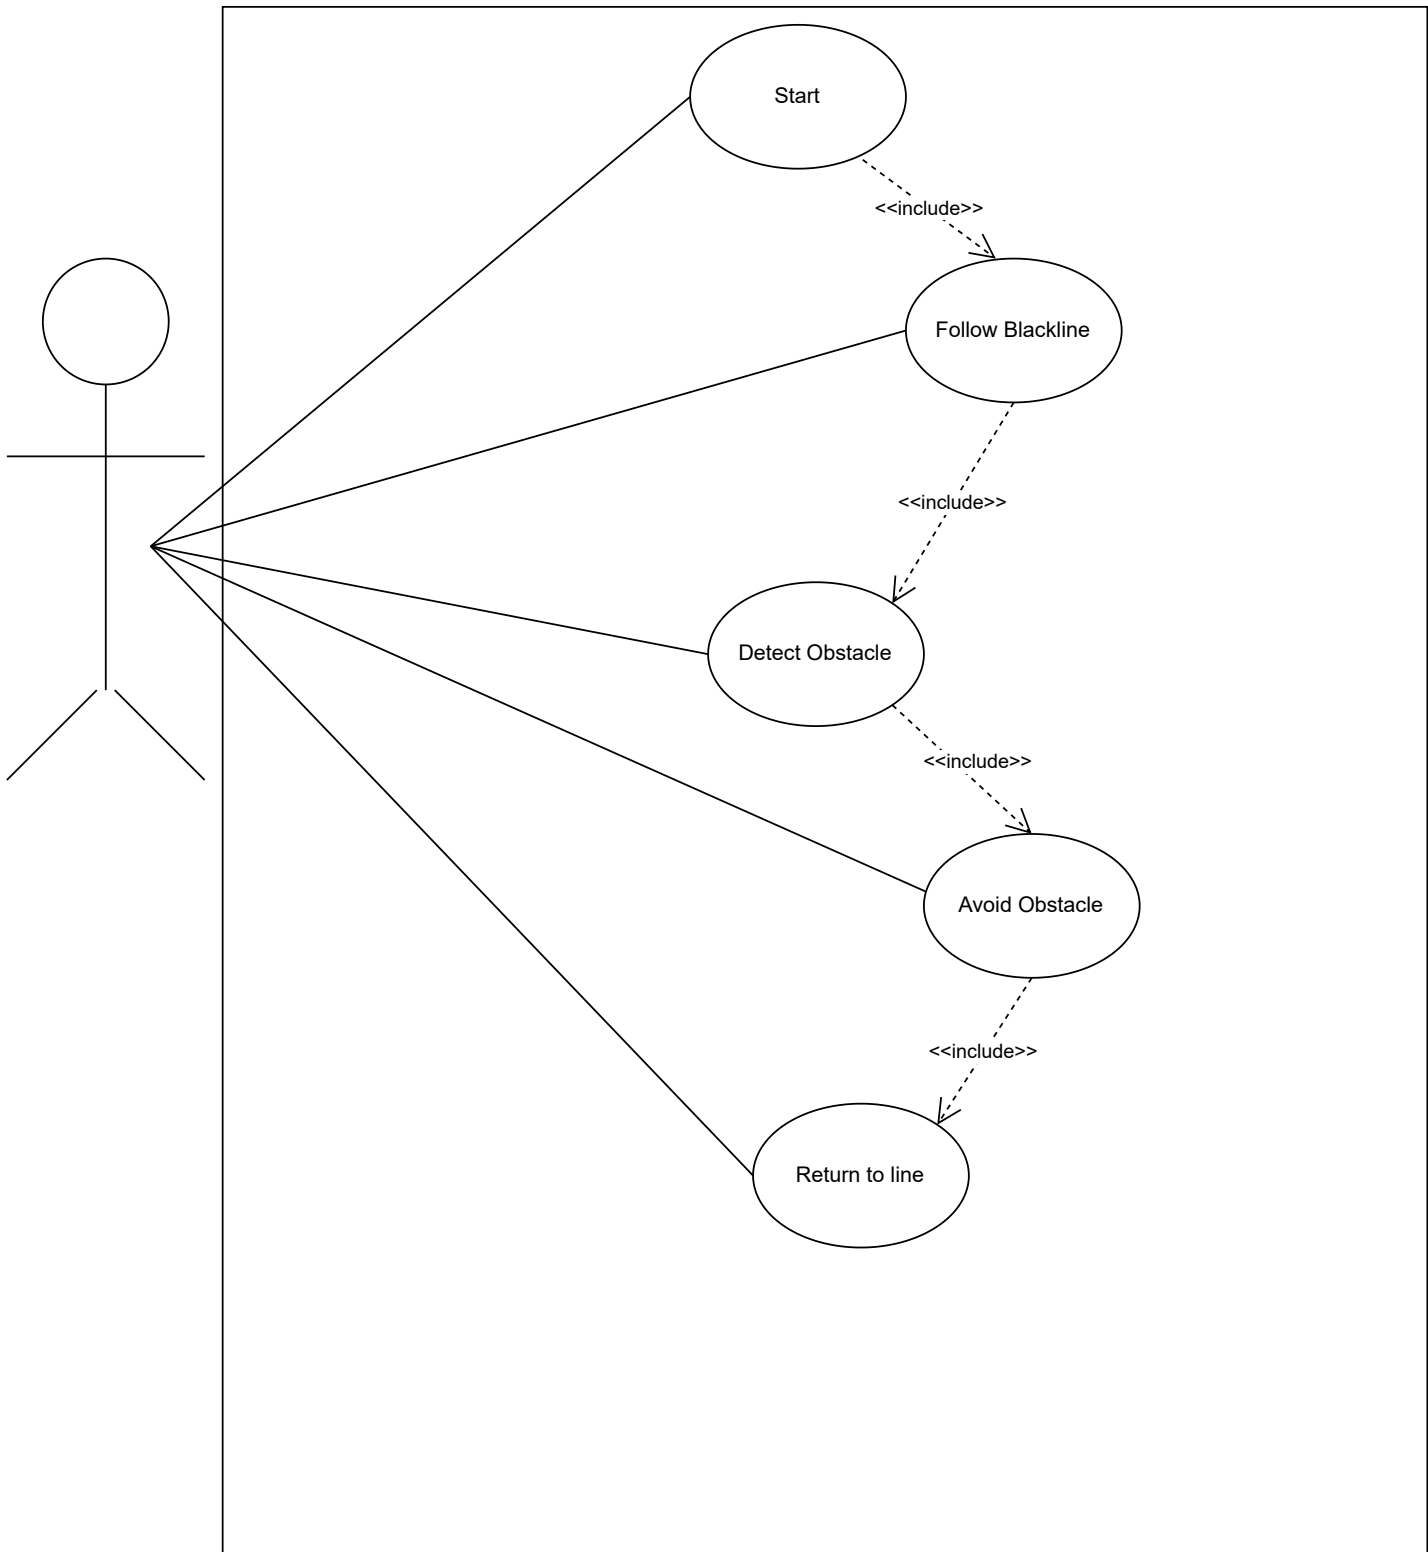 Start
<<include>>
Follow Blackline
<<include>>
Detect Obstacle
<<include>>
Avoid Obstacle
<<include>>
Return to line